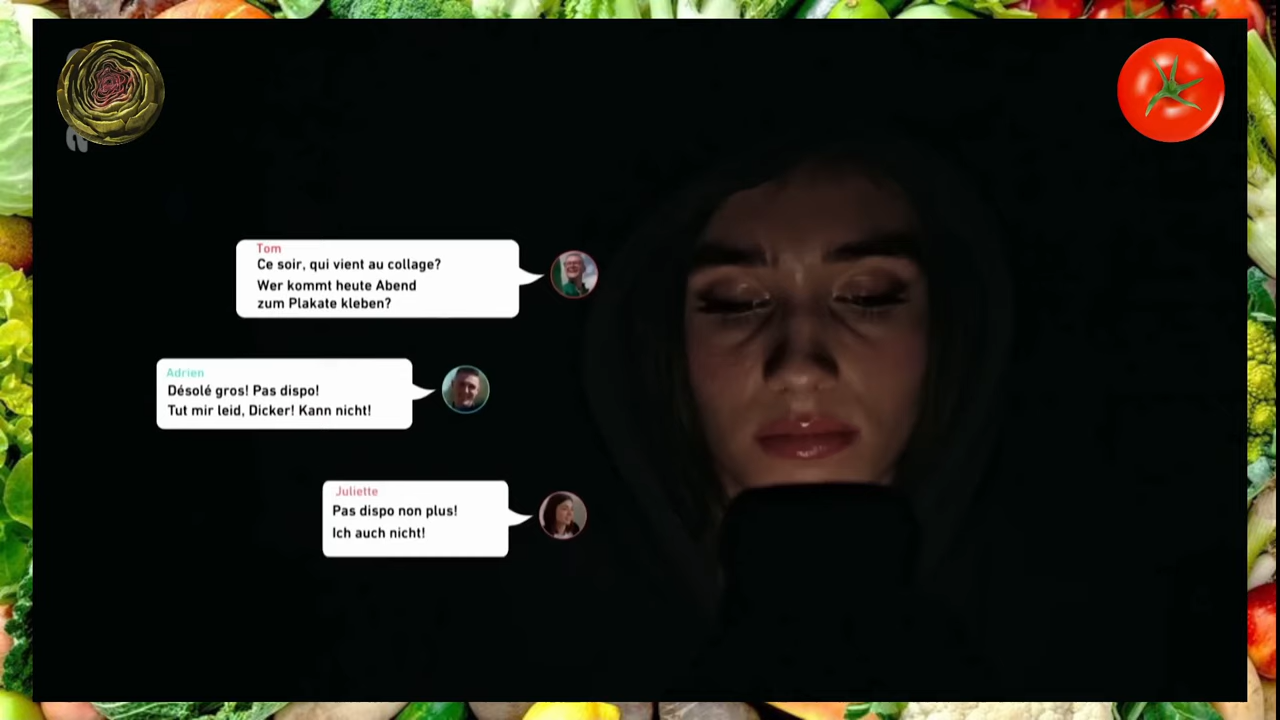 Tom
Ce soir, qui vient au collage?
Wer kommt heute Abend
zum Plakate kleben?
Adrien
Désolé gros! Pas dispo!
Tut mir leid, Dicker! Kann nicht!
Juliette
Pas dispo non plus!
Ich auch nicht!